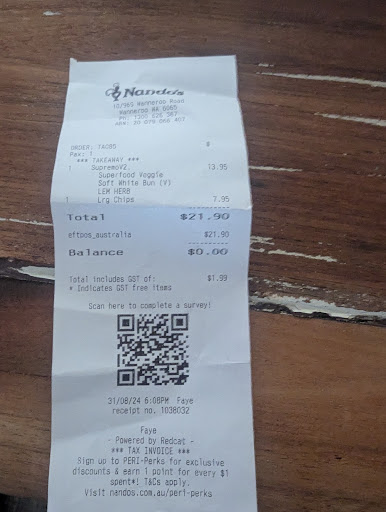 Nando's
10/963 Wanneroo Road
Wanneroo WA 6065
ORDER: TAOBS
Pax: 1
*** TAKEAWAY ***
1 SupremoV2 13.95
Superfood Veggie
Soft White Bun (V)
LEM HERB
1 Lrg Chips 7.95
Total $21.90
eftpos_australia $21.90
Balance $0.00
Total includes GST of: $1.99
* Indicates GST free items
Scan here to complete a survey!
31/08/24 6:08PM Faye
receipt no. 1038032
Faye
- Powered by Redcat -
*** TAX INVOICE ***
Sign up to PERI-Perks for exclusive
discounts & earn 1 point for every $1
spent*! T&Cs apply.
Visit nandos.com.au/peri-perks